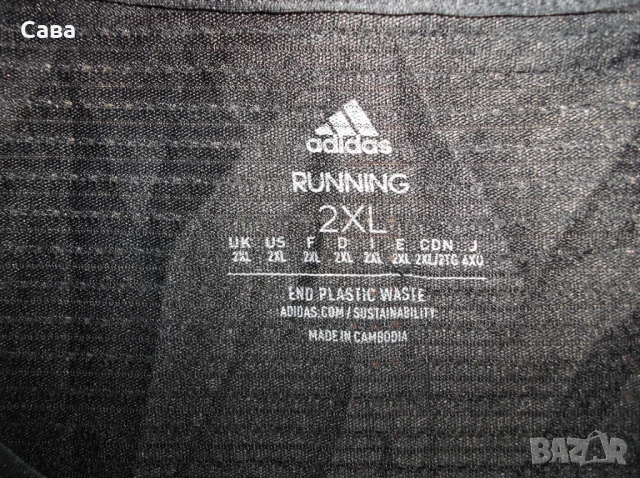 Сава
adidas
RUNNING
2XL
UK US F D I E CDN J
2XL 2XL 2XL 2XL 2XL 2XL 2XL/2TG 4XO
END PLASTIC WASTE
ADIDAS.COM/SUSTAINABILITY
MADE IN CAMBODIA
BAZAR